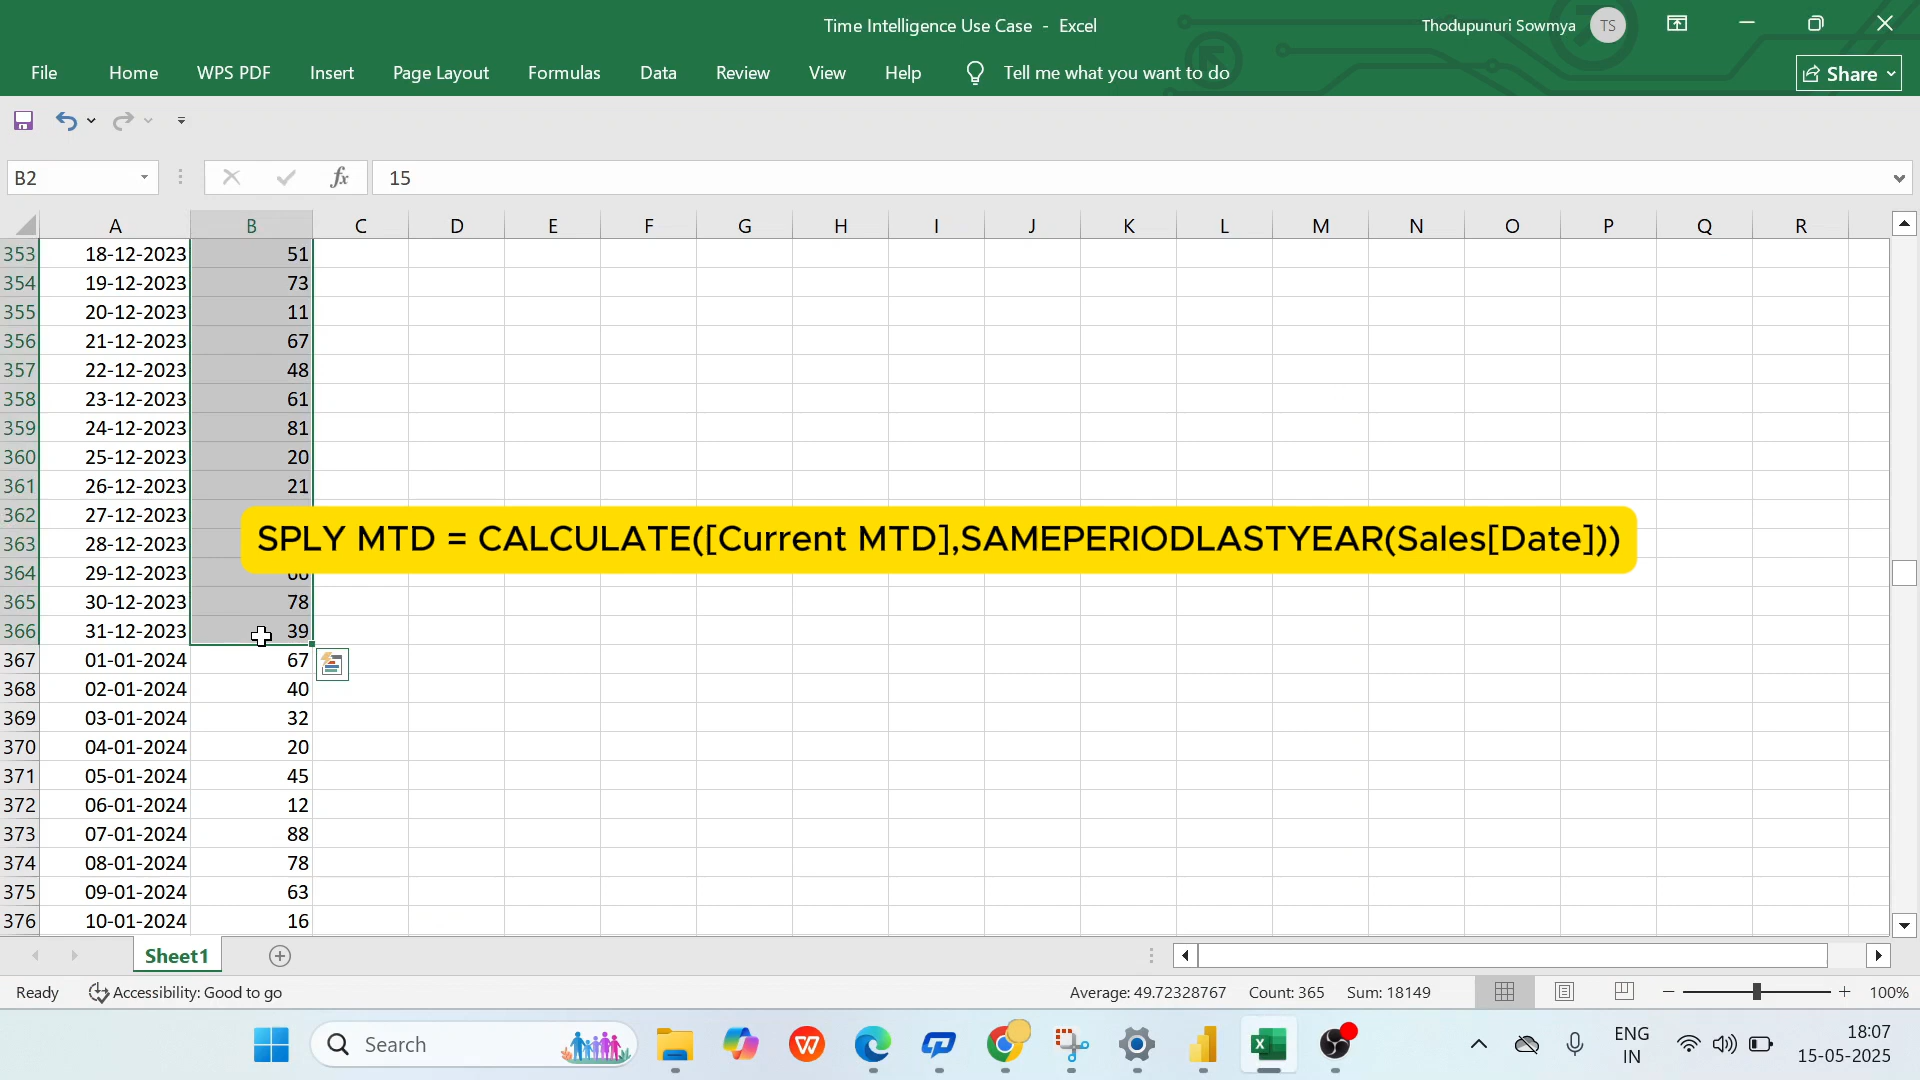 Time Intelligence Use Case - Excel
Thodupunuri Sowmya
TS
File Home WPS PDF Insert Page Layout Formulas Data Review View Help Tell me what you want to do
Share
B2
fx
15
A B C D E F G H I J K L M N O P Q R
353 18-12-2023 51
354 19-12-2023 73
355 20-12-2023 11
356 21-12-2023 67
357 22-12-2023 48
358 23-12-2023 61
359 24-12-2023 81
360 25-12-2023 20
361 26-12-2023 21
362 27-12-2023
SPLY MTD = CALCULATE([Current MTD],SAMEPERIODLASTYEAR(Sales[Date]))
363 28-12-2023
364 29-12-2023
365 30-12-2023 78
366 31-12-2023 39
367 01-01-2024 67
368 02-01-2024 40
369 03-01-2024 32
370 04-01-2024 20
371 05-01-2024 45
372 06-01-2024 12
373 07-01-2024 88
374 08-01-2024 78
375 09-01-2024 63
376 10-01-2024 16
Sheet1
Ready
Accessibility: Good to go
Average: 49.72328767 Count: 365 Sum: 18149
100%
Search
ENG
IN
18:07
15-05-2025